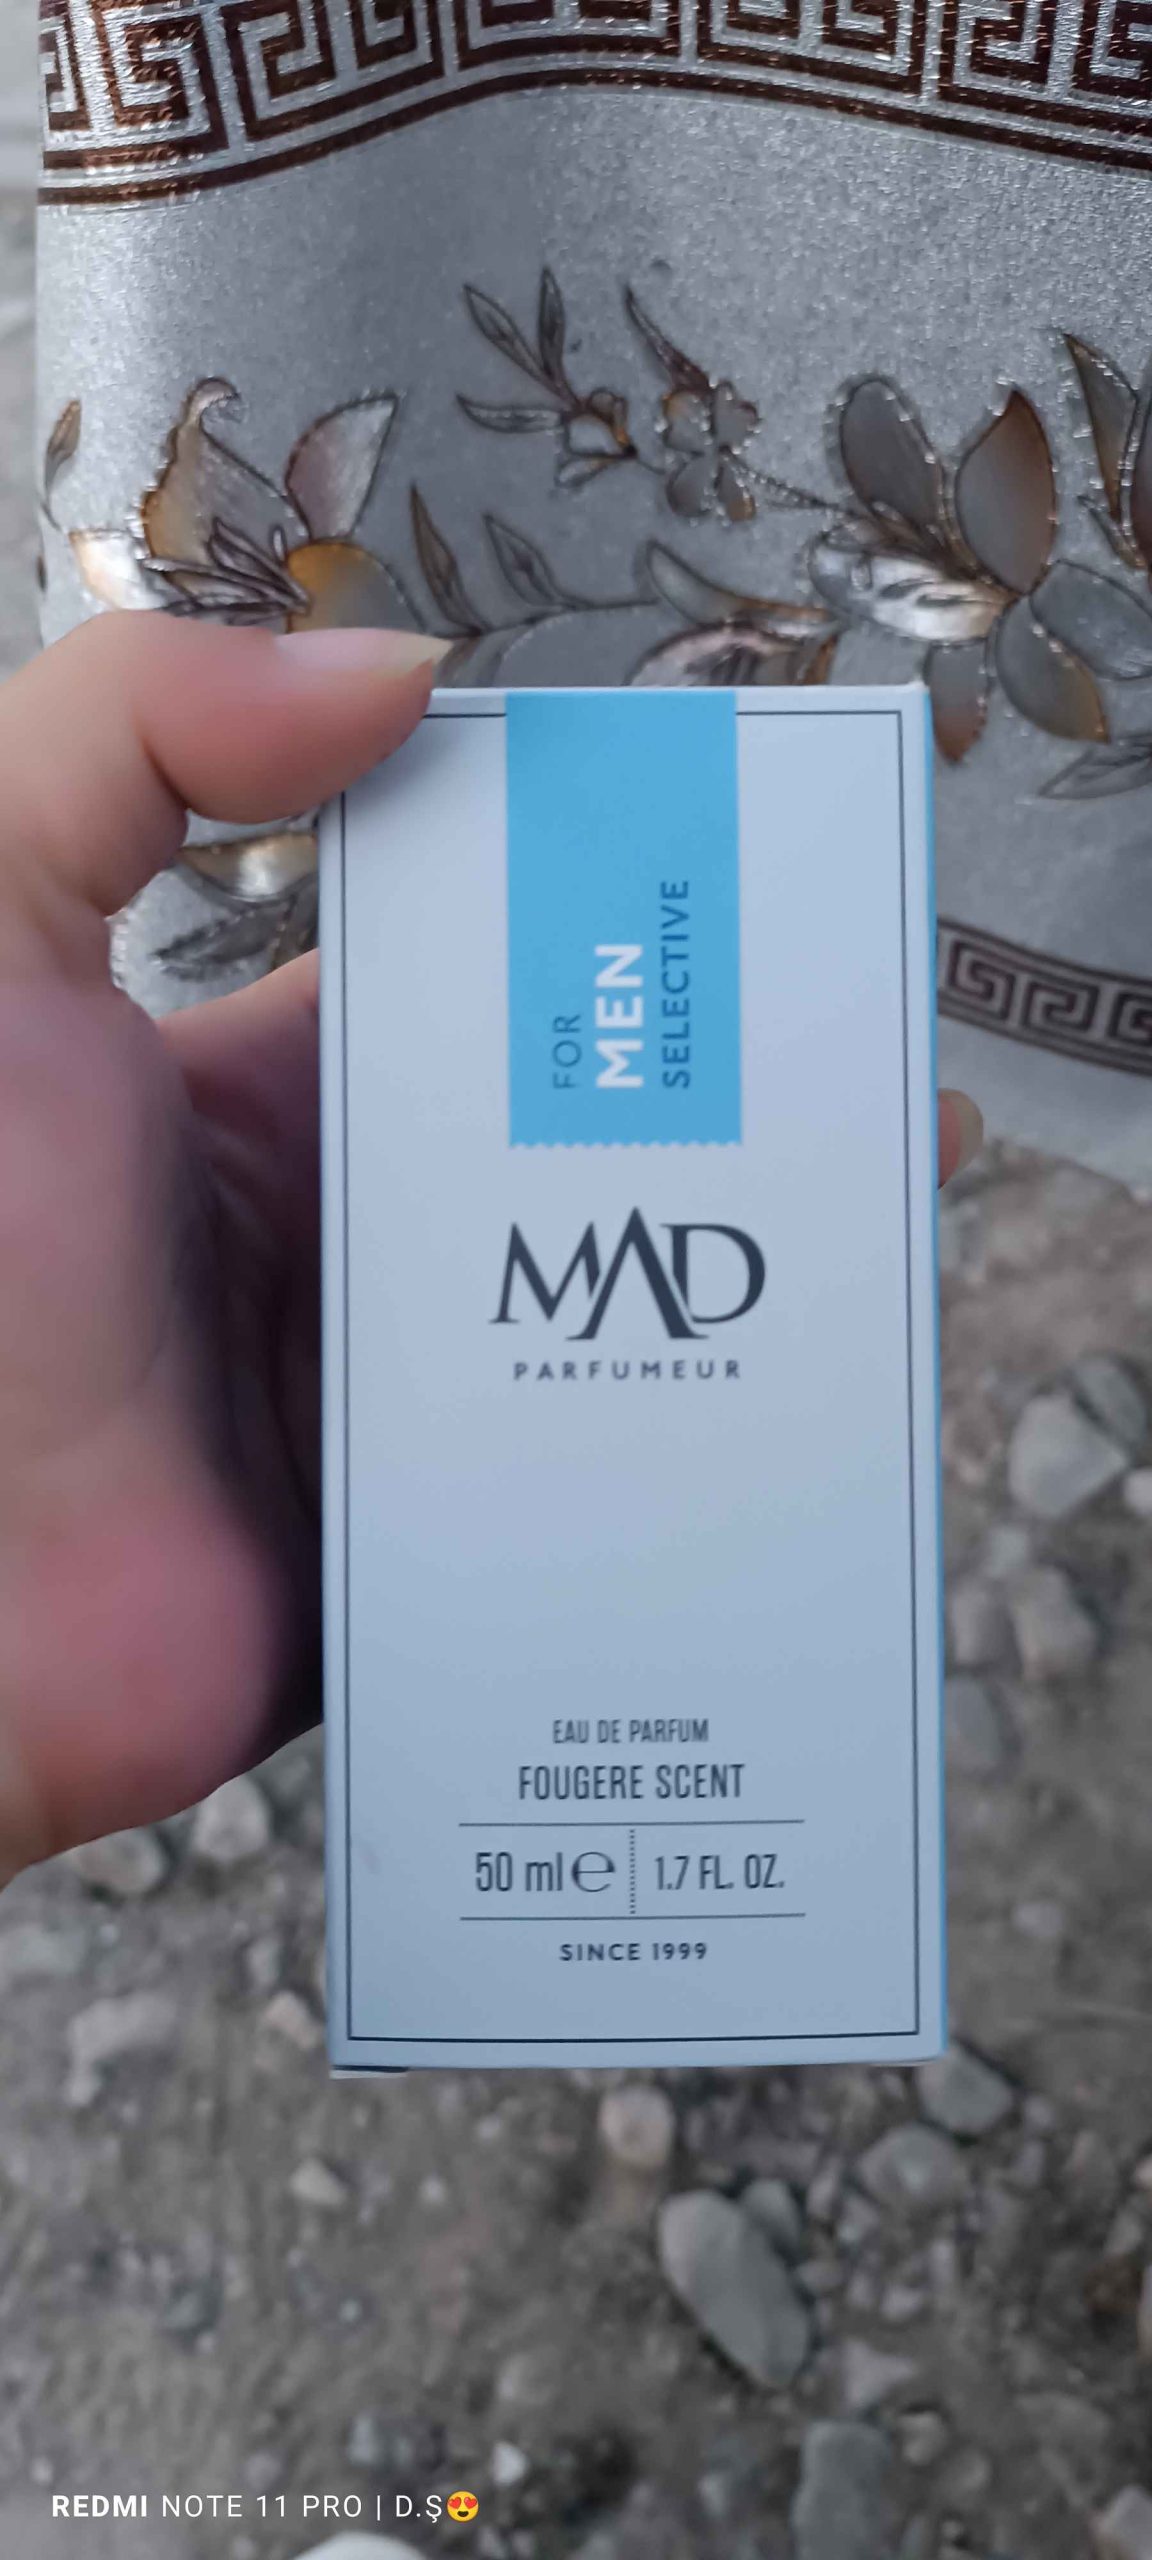 FOR
MEN
SELECTIVE
MAD
PARFUMEUR
EAU DE PARFUM
FOUGERE SCENT
50 ml℮ 1.7 FL. OZ.
SINCE 1999
REDMI NOTE 11 PRO | D.Ş😍